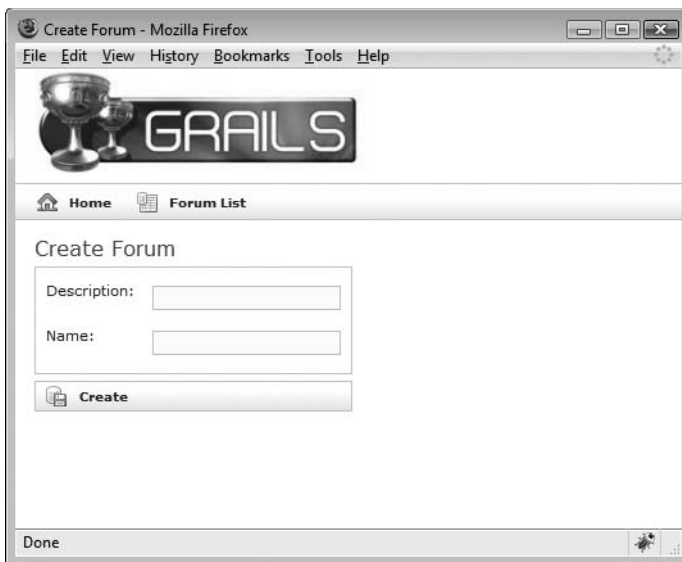 Create Forum - Mozilla Firefox
File Edit View History Bookmarks Tools Help
GRAILS
Home Forum List
Create Forum
Description:
Name:
Create
Done